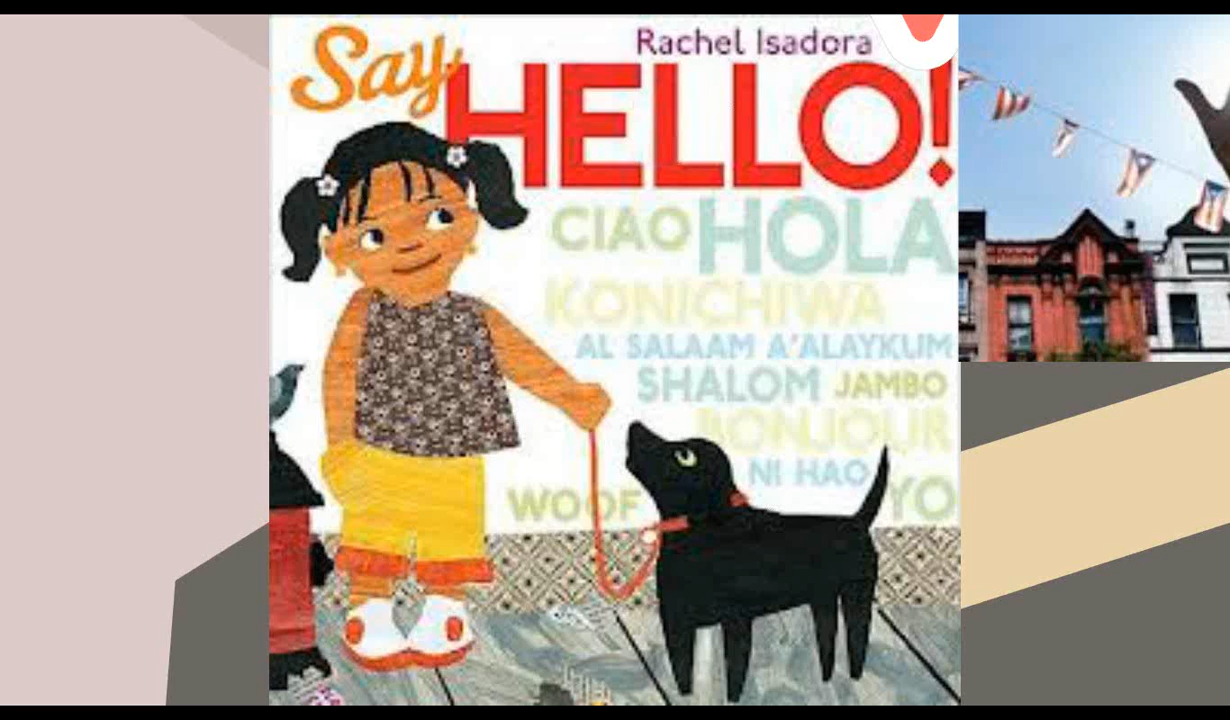 Rachel Isadora
Say
HELLO!
CIAO HOLA
KONICHIWA
AL SALAAM A'ALAYKUM
SHALOM JAMBO
BONJOUR
NI HAO
WOOF YO